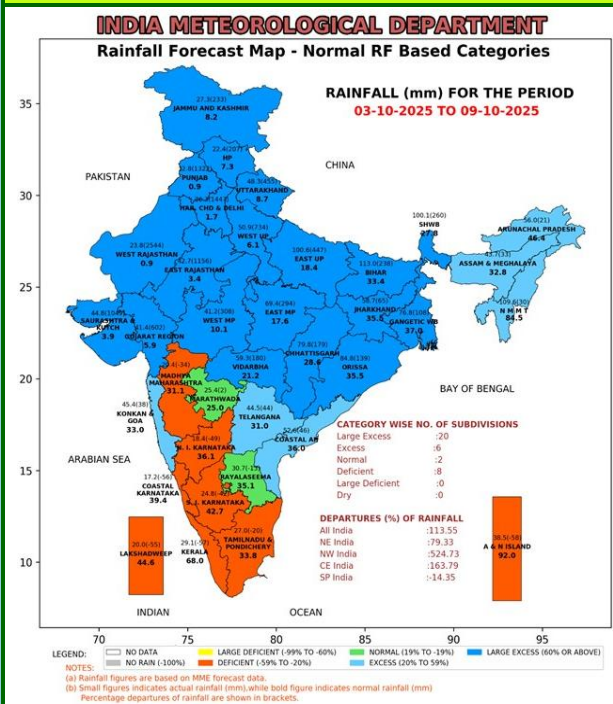 INDIA METEOROLOGICAL DEPARTMENT
Rainfall Forecast Map - Normal RF Based Categories
RAINFALL (mm) FOR THE PERIOD
03-10-2025 TO 09-10-2025
PAKISTAN
CHINA
27.3(233)
JAMMU AND KASHMIR
8.2
22.4(207)
HP
7.3
PUNJAB
0.9
UTTARAKHAND
8.7
HAR. CHD & DELHI
1.7
50.9(734)
WEST UP
6.1
23.8(2544)
WEST RAJASTHAN
0.9
EAST RAJASTHAN
3.4
100.6(447)
EAST UP
18.4
113.0(238)
BIHAR
33.4
100.1(260)
SHWB
27.8
56.0(21)
ARUNACHAL PRADESH
46.4
43.7(33)
ASSAM & MEGHALAYA
32.8
109.6(30)
N M M T
84.5
SAURASHTRA & KUTCH
3.9
41.4(602)
GUJARAT REGION
5.9
41.2(308)
WEST MP
10.1
69.4(294)
EAST MP
17.6
JHARKHAND
35.5
GANGETIC WB
37.0
79.8(179)
CHHATTISGARH
28.6
84.8(139)
ORISSA
35.5
59.3(180)
VIDARBHA
21.2
MADHYA MAHARASHTRA
31.1
25.4(2)
MARATHWADA
25.0
45.4(38)
KONKAN & GOA
33.0
44.5(44)
TELANGANA
31.0
52.6(46)
COASTAL AP
36.0
18.4(-49)
N. I. KARNATAKA
36.1
30.7(-13)
RAYALASEEMA
35.1
17.2(-56)
COASTAL KARNATAKA
39.4
S. I. KARNATAKA
42.7
27.0(-20)
TAMILNADU & PONDICHERY
33.8
29.1(-57)
KERALA
68.0
20.0(-55)
LAKSHADWEEP
44.6
38.5(-58)
A & N ISLAND
92.0
BAY OF BENGAL
ARABIAN SEA
INDIAN
OCEAN
CATEGORY WISE NO. OF SUBDIVISIONS
Large Excess :20
Excess :6
Normal :2
Deficient :8
Large Deficient :0
Dry :0
DEPARTURES (%) OF RAINFALL
All India :113.55
NE India :79.33
NW India :524.73
CE India :163.79
SP India :-14.35
35
30
25
20
15
10
70 75 80 85 90 95
LEGEND:
NO DATA
LARGE DEFICIENT (-99% TO -60%)
NORMAL (19% TO -19%)
LARGE EXCESS (60% OR ABOVE)
NO RAIN (-100%)
DEFICIENT (-59% TO -20%)
EXCESS (20% TO 59%)
NOTES:
(a) Rainfall figures are based on MME forecast data.
(b) Small figures indicates actual rainfall (mm),while bold figure indicates normal rainfall (mm)
Percentage departures of rainfall are shown in brackets.